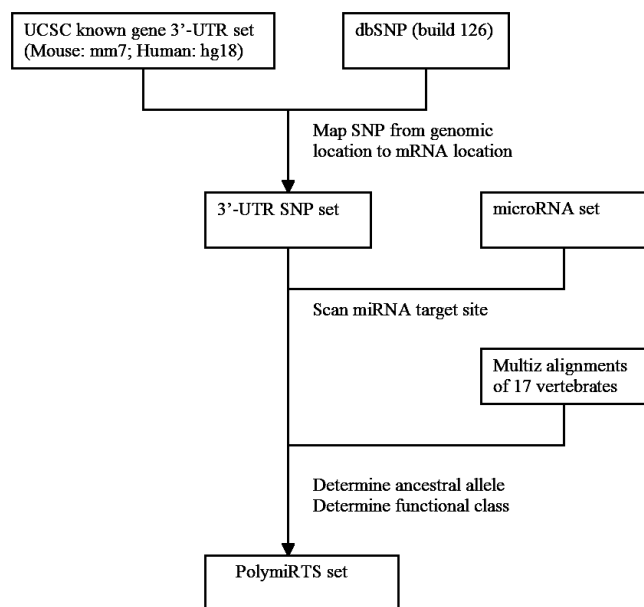 UCSC known gene 3’-UTR set
(Mouse: mm7; Human: hg18)
dbSNP (build 126)
Map SNP from genomic
location to mRNA location
3’-UTR SNP set
microRNA set
Scan miRNA target site
Multiz alignments
of 17 vertebrates
Determine ancestral allele
Determine functional class
PolymiRTS set